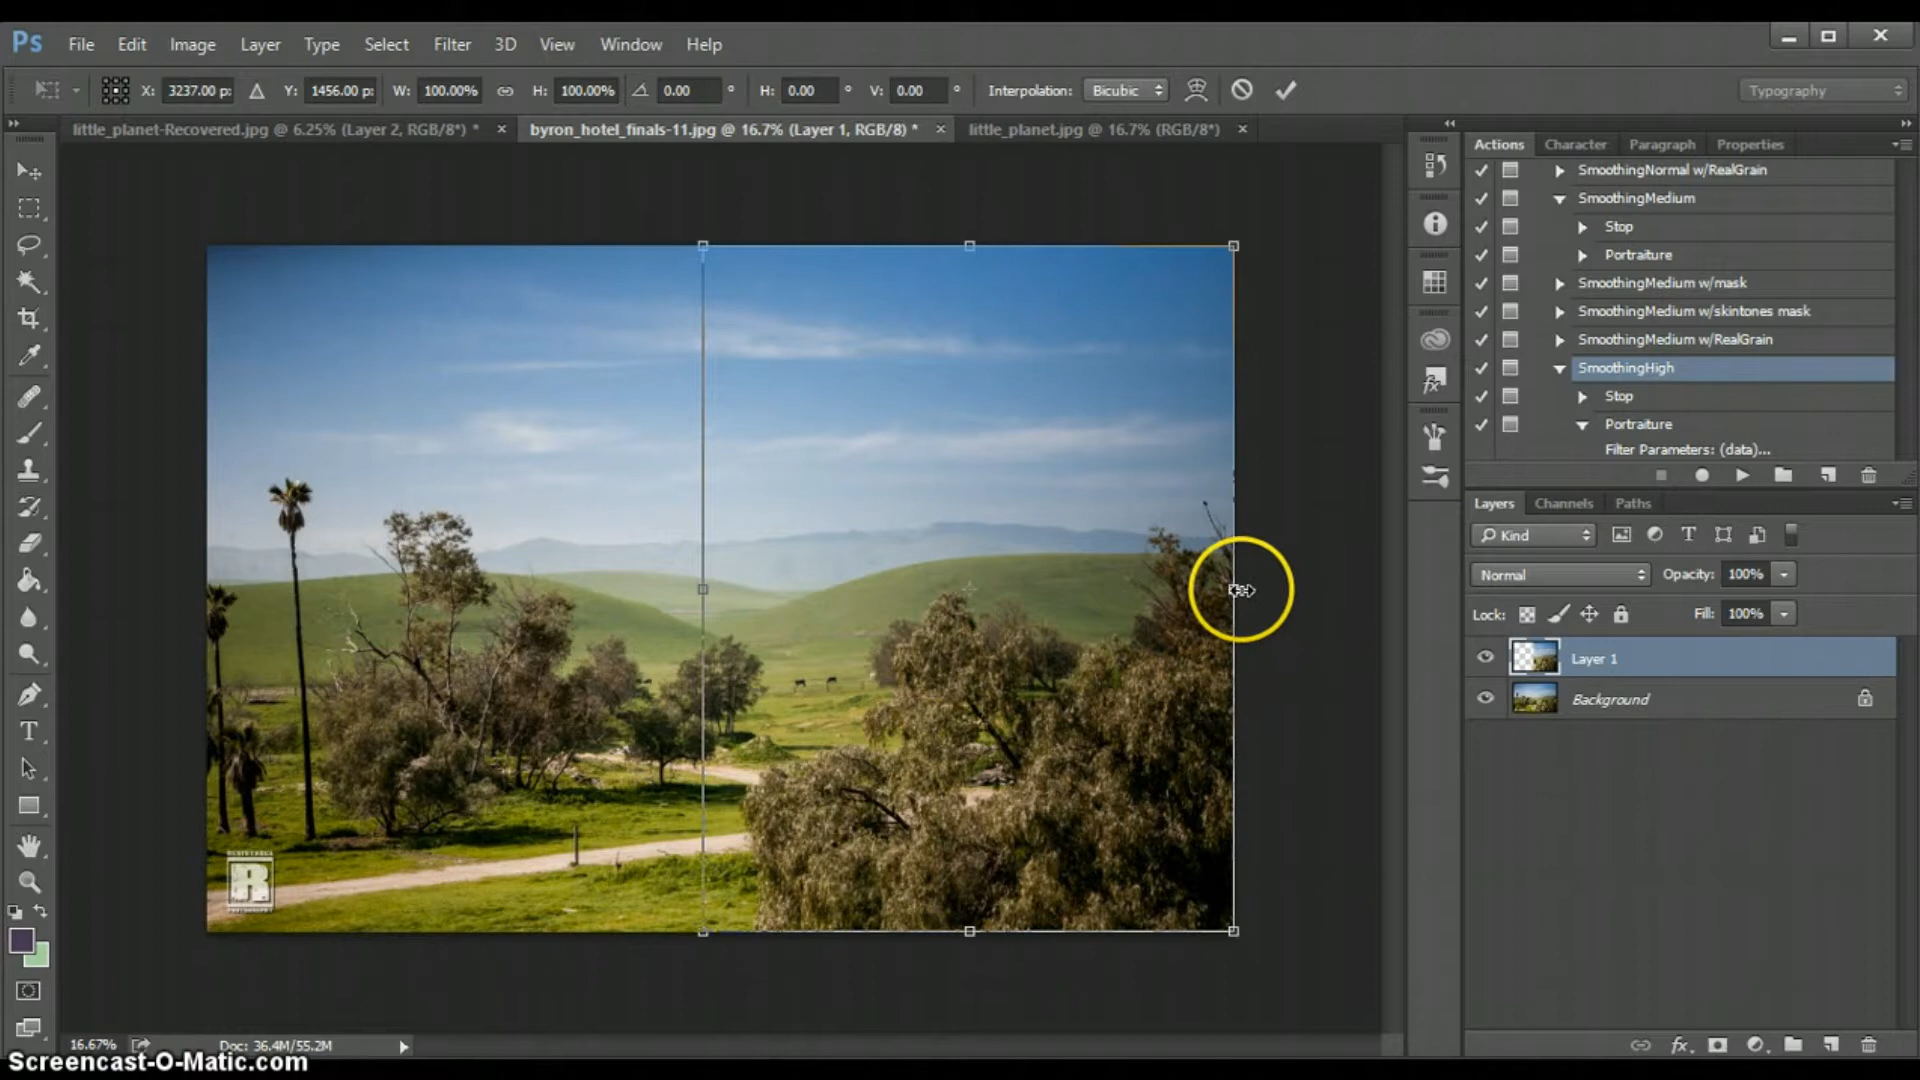 Ps File Edit Image Layer Type Select Filter 3D View Window Help
X: 3237.00 p: Y: 1456.00 p: W: 100.00% H: 100.00% 0.00 ° H: 0.00 ° V: 0.00 ° Interpolation: Bicubic Typography
little_planet-Recovered.jpg @ 6.25% (Layer 2, RGB/8*) * × byron_hotel_finals-11.jpg @ 16.7% (Layer 1, RGB/8) * × little_planet.jpg @ 16.7% (RGB/8*) ×
Actions Character Paragraph Properties
SmoothingNormal w/RealGrain
SmoothingMedium
Stop
Portraiture
SmoothingMedium w/mask
SmoothingMedium w/skintones mask
SmoothingMedium w/RealGrain
SmoothingHigh
Stop
Portraiture
Filter Parameters: (data)...
Layers Channels Paths
Kind
Normal Opacity: 100%
Lock: Fill: 100%
Layer 1
Background
R
16.67% Doc: 36.4M/55.2M
Screencast-O-Matic.com